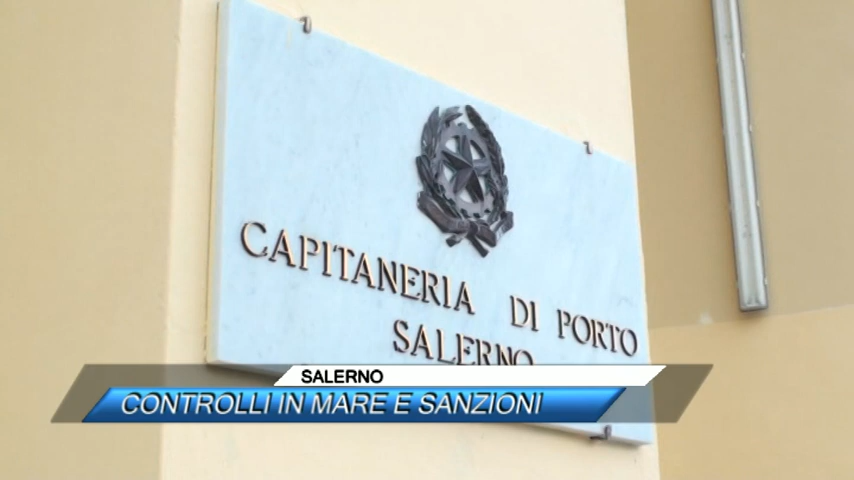 CAPITANERIA DI PORTO
SALERNO
SALERNO
CONTROLLI IN MARE E SANZIONI